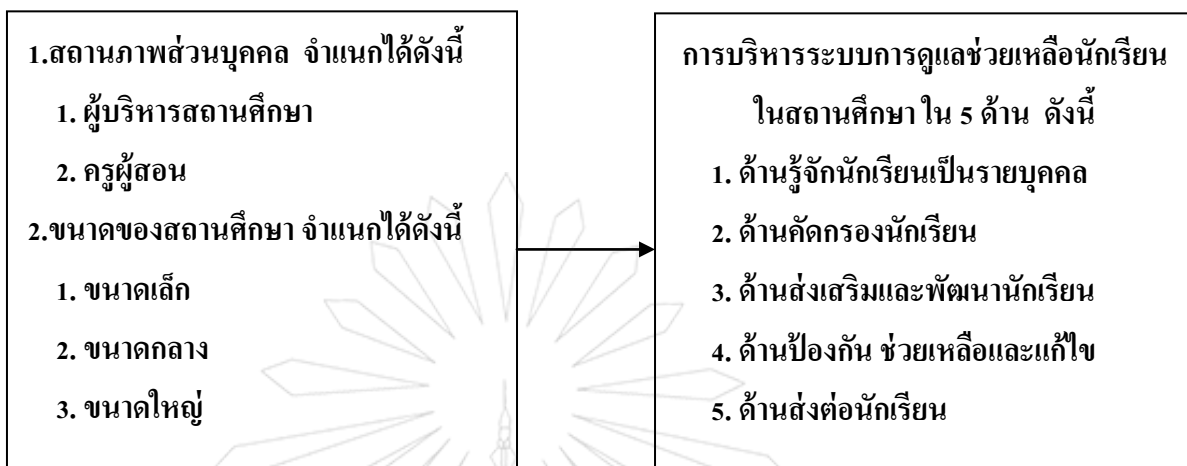 1.สถานภาพส่วนบุคคล จำแนกได้ดังนี้
1. ผู้บริหารสถานศึกษา
2. ครูผู้สอน
2.ขนาดของสถานศึกษา จำแนกได้ดังนี้
1. ขนาดเล็ก
2. ขนาดกลาง
3. ขนาดใหญ่
การบริหารระบบการดูแลช่วยเหลือนักเรียน
ในสถานศึกษา ใน 5 ด้าน ดังนี้
1. ด้านรู้จักนักเรียนเป็นรายบุคคล
2. ด้านคัดกรองนักเรียน
3. ด้านส่งเสริมและพัฒนานักเรียน
4. ด้านป้องกัน ช่วยเหลือและแก้ไข
5. ด้านส่งต่อนักเรียน